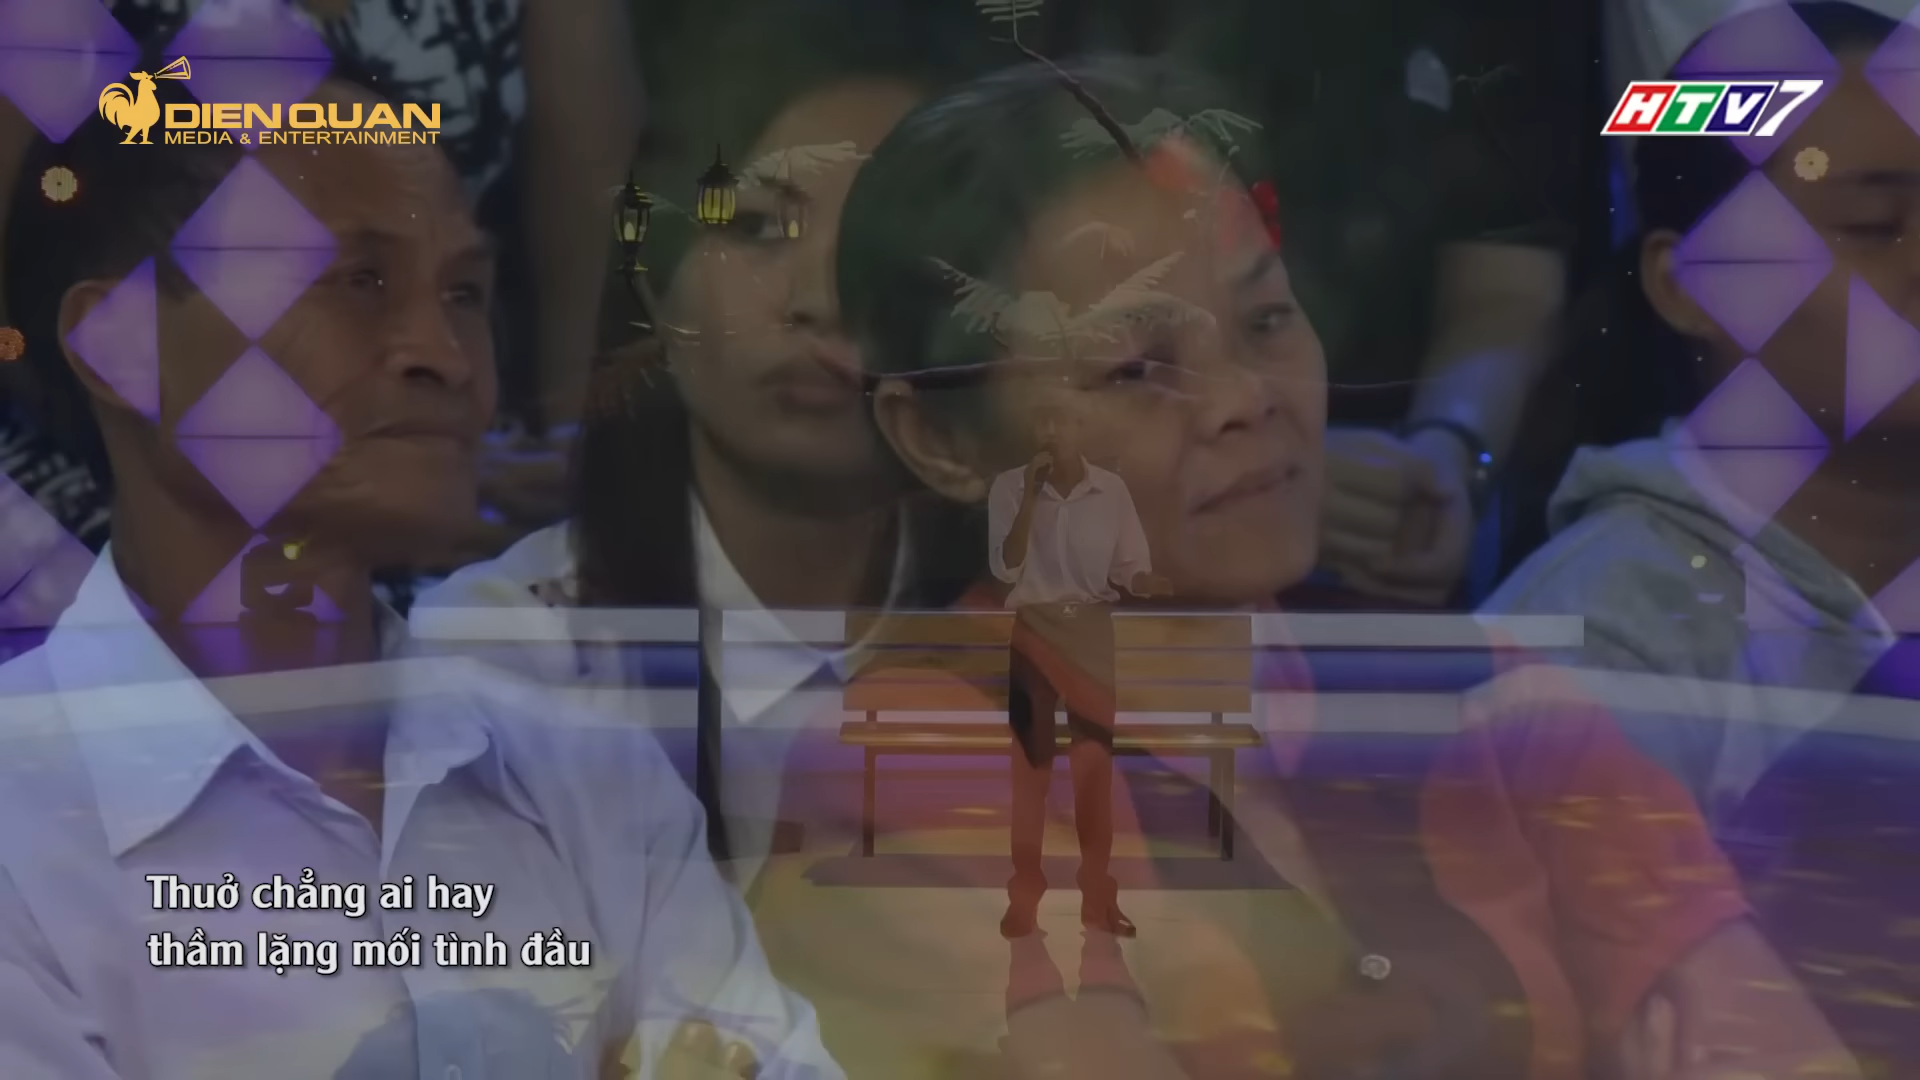 DIEN QUAN
MEDIA & ENTERTAINMENT
HTV7
Thuở chẳng ai hay
thầm lặng mối tình đầu